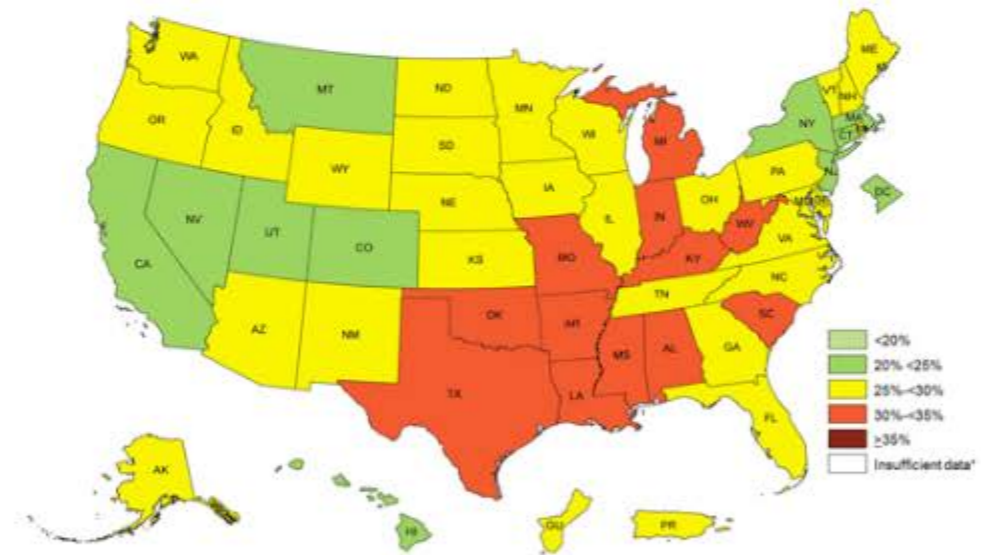 WA
MT
ND
MN
ME
VT
NH
OR
ID
SD
WI
MI
NY
MA
CT
WY
IA
PA
NJ
NE
OH
DC
NV
UT
CO
IL
IN
WV
VA
CA
KS
MO
KY
NC
TN
AZ
NM
OK
SC
MS
AL
GA
TX
LA
FL
<20%
20%-<25%
25%-<30%
30%-<35%
≥35%
Insufficient data*
AK
HI
GU
PR